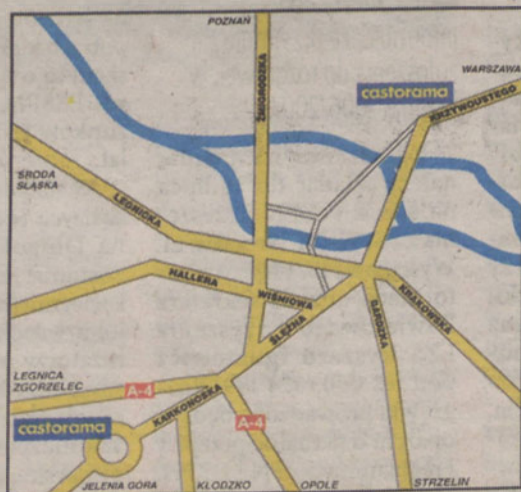 POZNAŃ
ŻMIGRODZKA
WARSZAWA
castorama
KRZYWOUSTEGO
ŚRODA
ŚLĄSKA
LEGNICKA
HALLERA
WIŚNIOWA
ŚLĘŻNA
GARDZKA
KRAKOWSKA
LEGNICA
ZGORZELEC
A-4
KARKONOSKA
A-4
castorama
JELENIA GÓRA
KŁODZKO
OPOLE
STRZELIN